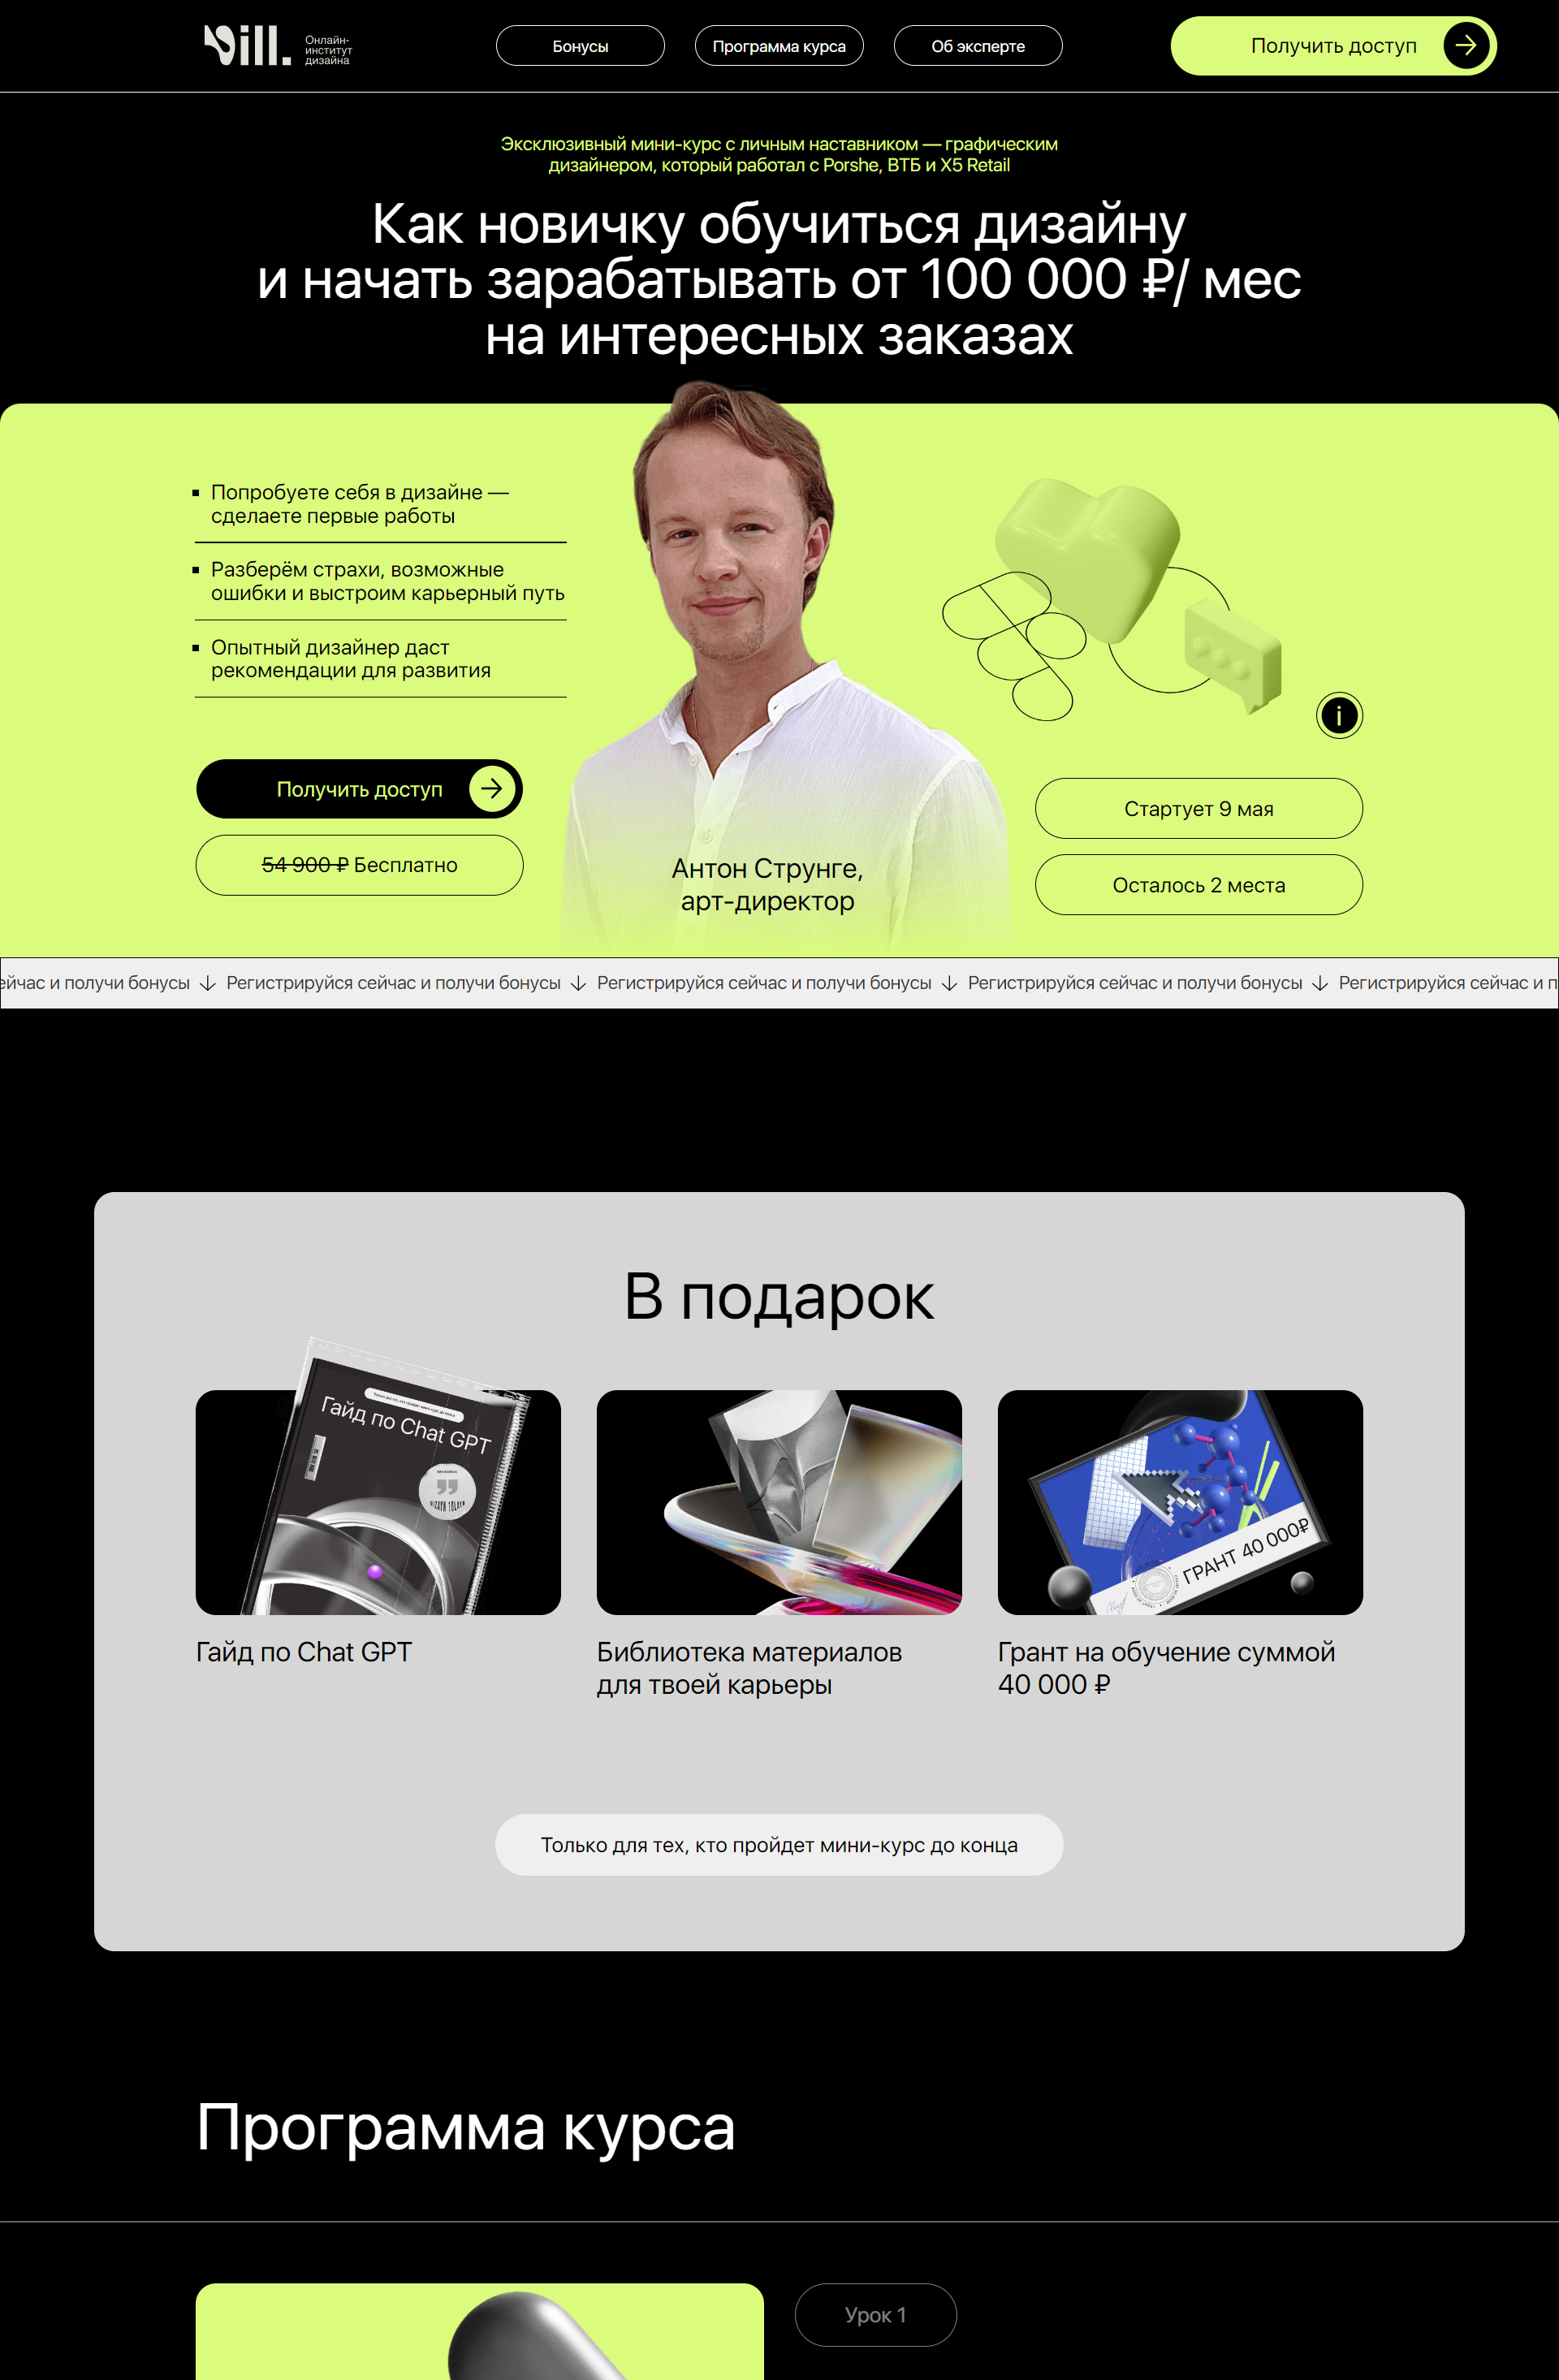 Bill.
Онлайн-
институт
дизайна
Бонусы
Программа курса
Об эксперте
Получить доступ
Эксклюзивный мини-курс с личным наставником — графическим
дизайнером, который работал с Porshe, ВТБ и X5 Retail
Как новичку обучиться дизайну
и начать зарабатывать от 100 000 ₽/ мес
на интересных заказах
Попробуете себя в дизайне —
сделаете первые работы
Разберём страхи, возможные
ошибки и выстроим карьерный путь
Опытный дизайнер даст
рекомендации для развития
Получить доступ
54 900 ₽ Бесплатно
Антон Струнге,
арт-директор
i
Стартует 9 мая
Осталось 2 места
ейчас и получи бонусы ↓ Регистрируйся сейчас и получи бонусы ↓ Регистрируйся сейчас и получи бонусы ↓ Регистрируйся сейчас и получи бонусы ↓ Регистрируйся сейчас и п
В подарок
Гайд по Chat GPT
ГРАНТ 40 000₽
Гайд по Chat GPT
Библиотека материалов
для твоей карьеры
Грант на обучение суммой
40 000 ₽
Только для тех, кто пройдет мини-курс до конца
Программа курса
Урок 1